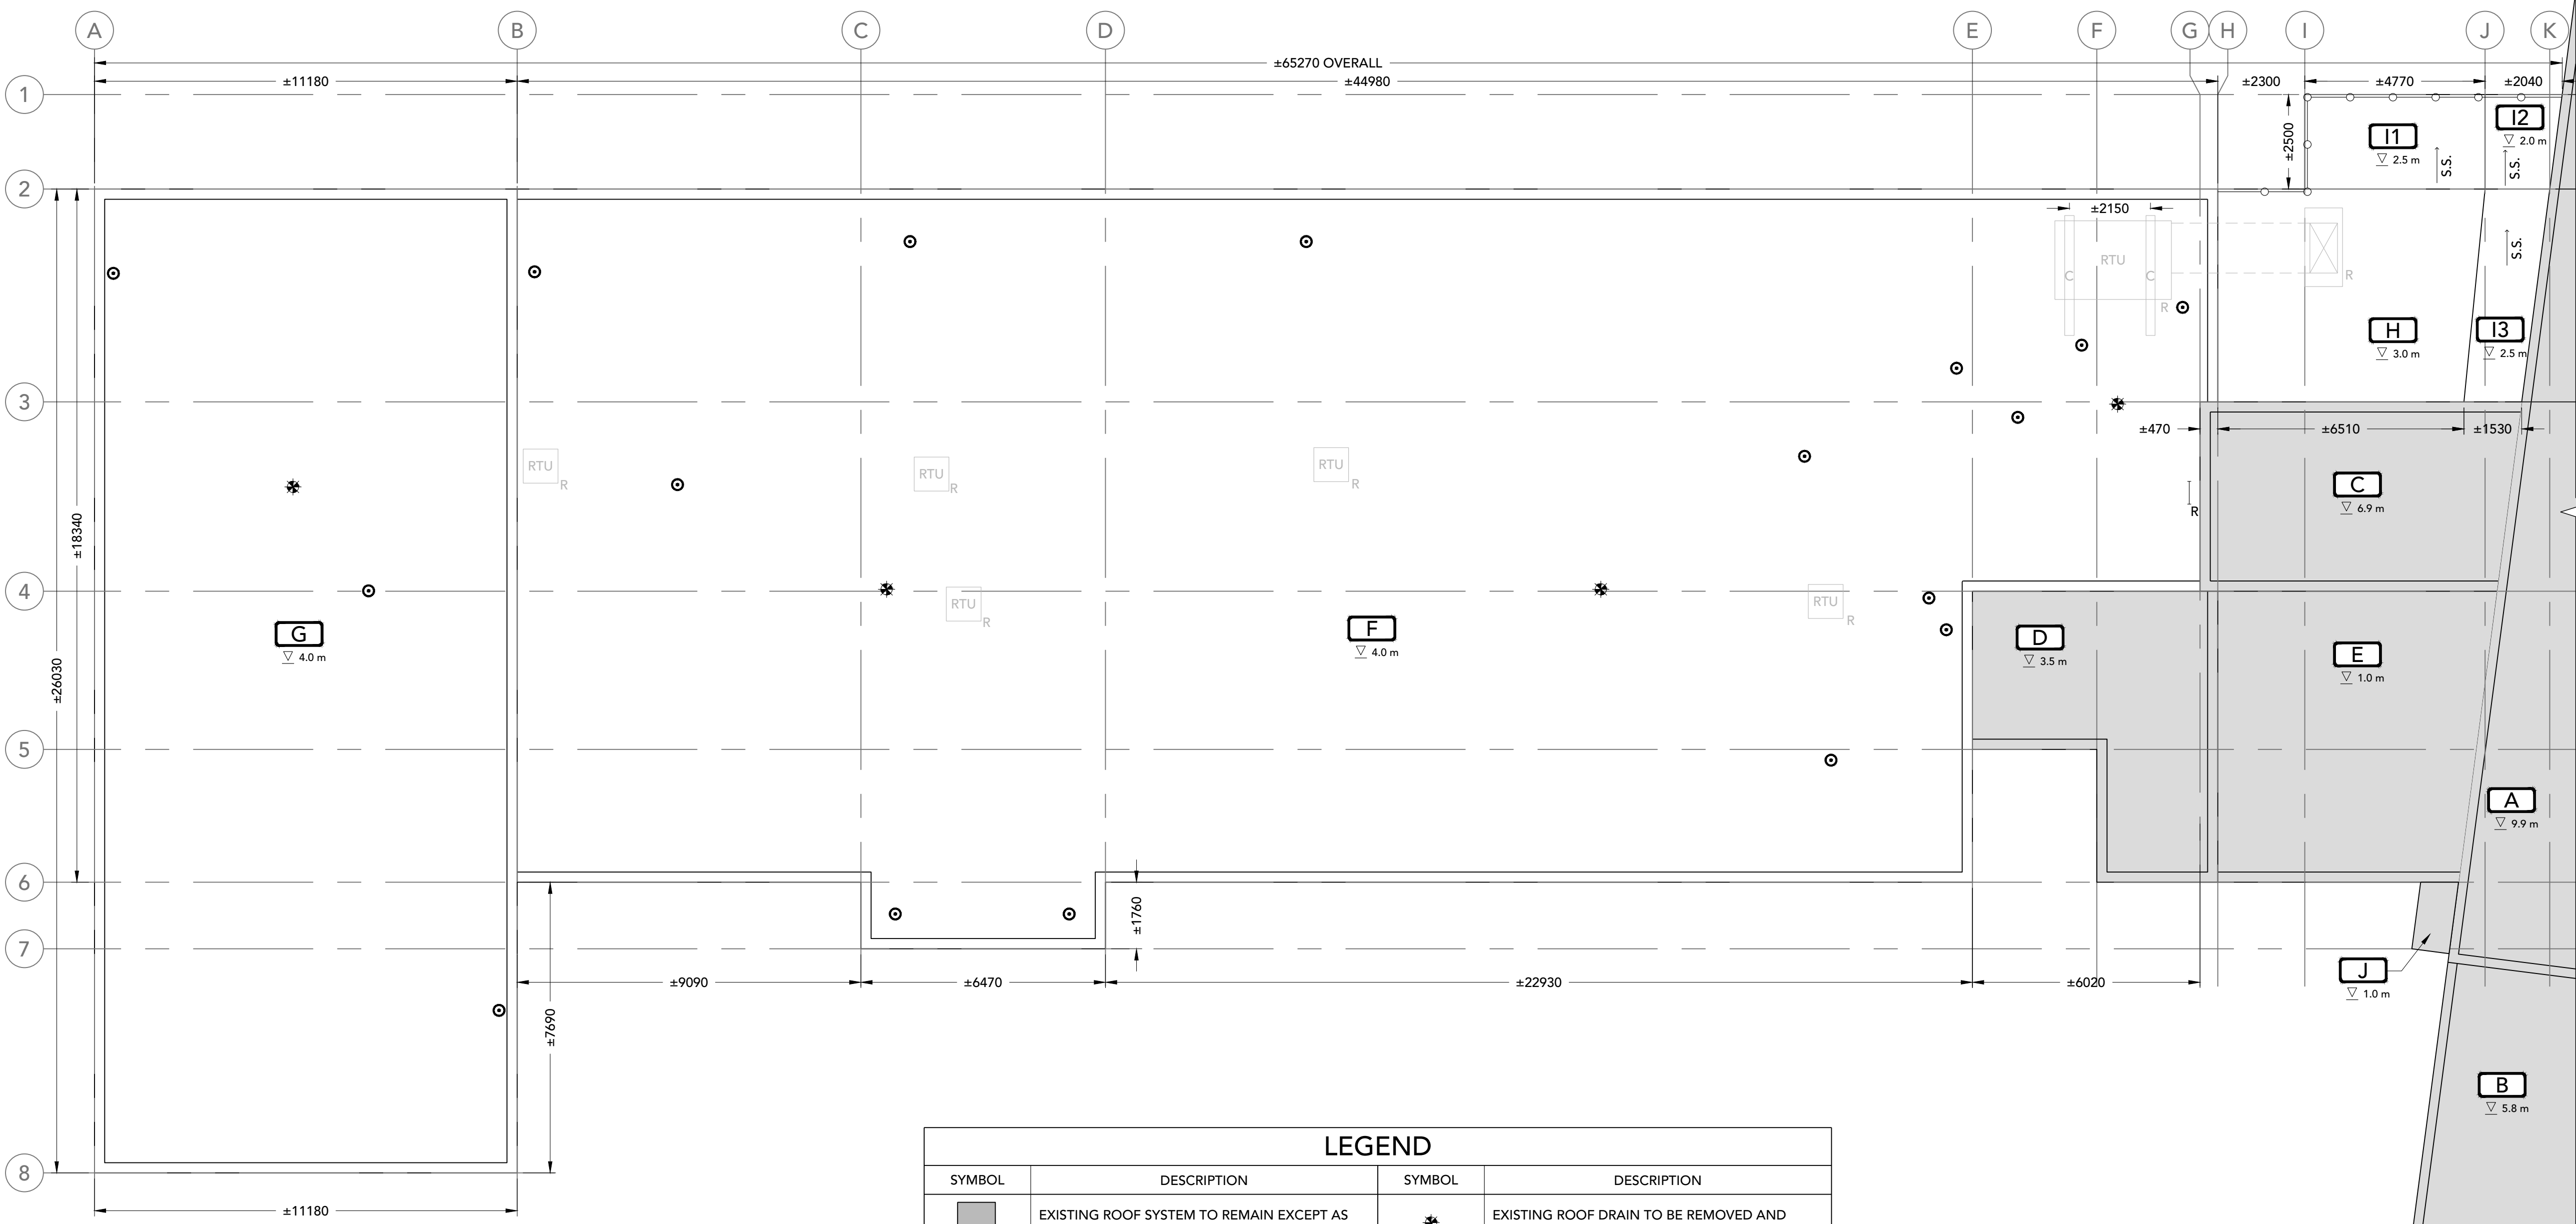 A B C D E F G H I J K
±65270 OVERALL
±11180 ±44980 ±2300 ±4770 ±2040
1
±2500
I1
▽ 2.5 m
S.S.
I2
▽ 2.0 m
S.S.
2
±2150
RTU
C C
R
R
S.S.
H
▽ 3.0 m
I3
▽ 2.5 m
3
±470 ±6510 ±1530
RTU
R
RTU
R
RTU
R
R
C
▽ 6.9 m
±18340
4
RTU
R
RTU
R
G
▽ 4.0 m
F
▽ 4.0 m
D
▽ 3.5 m
E
▽ 1.0 m
±26030
5
A
▽ 9.9 m
6
±1760
7
±9090 ±6470 ±22930 ±6020
J
▽ 1.0 m
±7690
B
▽ 5.8 m
8
±11180
LEGEND
SYMBOL DESCRIPTION SYMBOL DESCRIPTION
EXISTING ROOF SYSTEM TO REMAIN EXCEPT AS
EXISTING ROOF DRAIN TO BE REMOVED AND